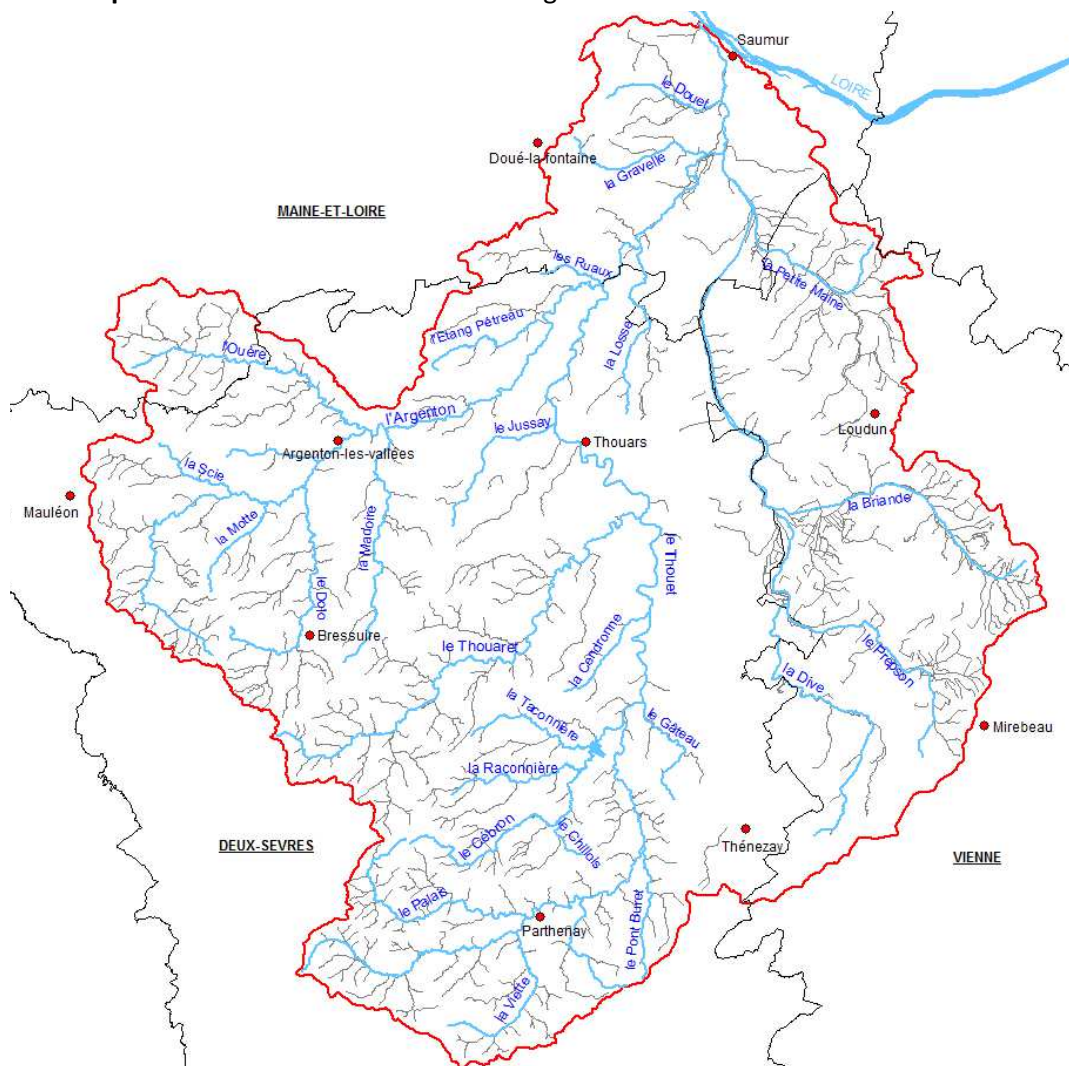 Saumur
LOIRE
le Douet
Doué-la-fontaine
la Gravelle
MAINE-ET-LOIRE
les Ruaux
la Petite Maine
l'Etang Pétreau
la Losse
l'Ouère
l'Argenton
Loudun
le Jussay
Thouars
Argenton-les-vallées
la Scie
Mauléon
la Briande
la Motte
la Madoire
le Thouet
le Dolo
Bressuire
le Thouaret
la Cendronne
le Prepson
la Dive
la Taconnière
le Gâteau
Mirebeau
la Raconnière
le Cébron
le Chillois
Thénezay
DEUX-SEVRES
VIENNE
le Palais
Parthenay
le Pont Buret
la Viette